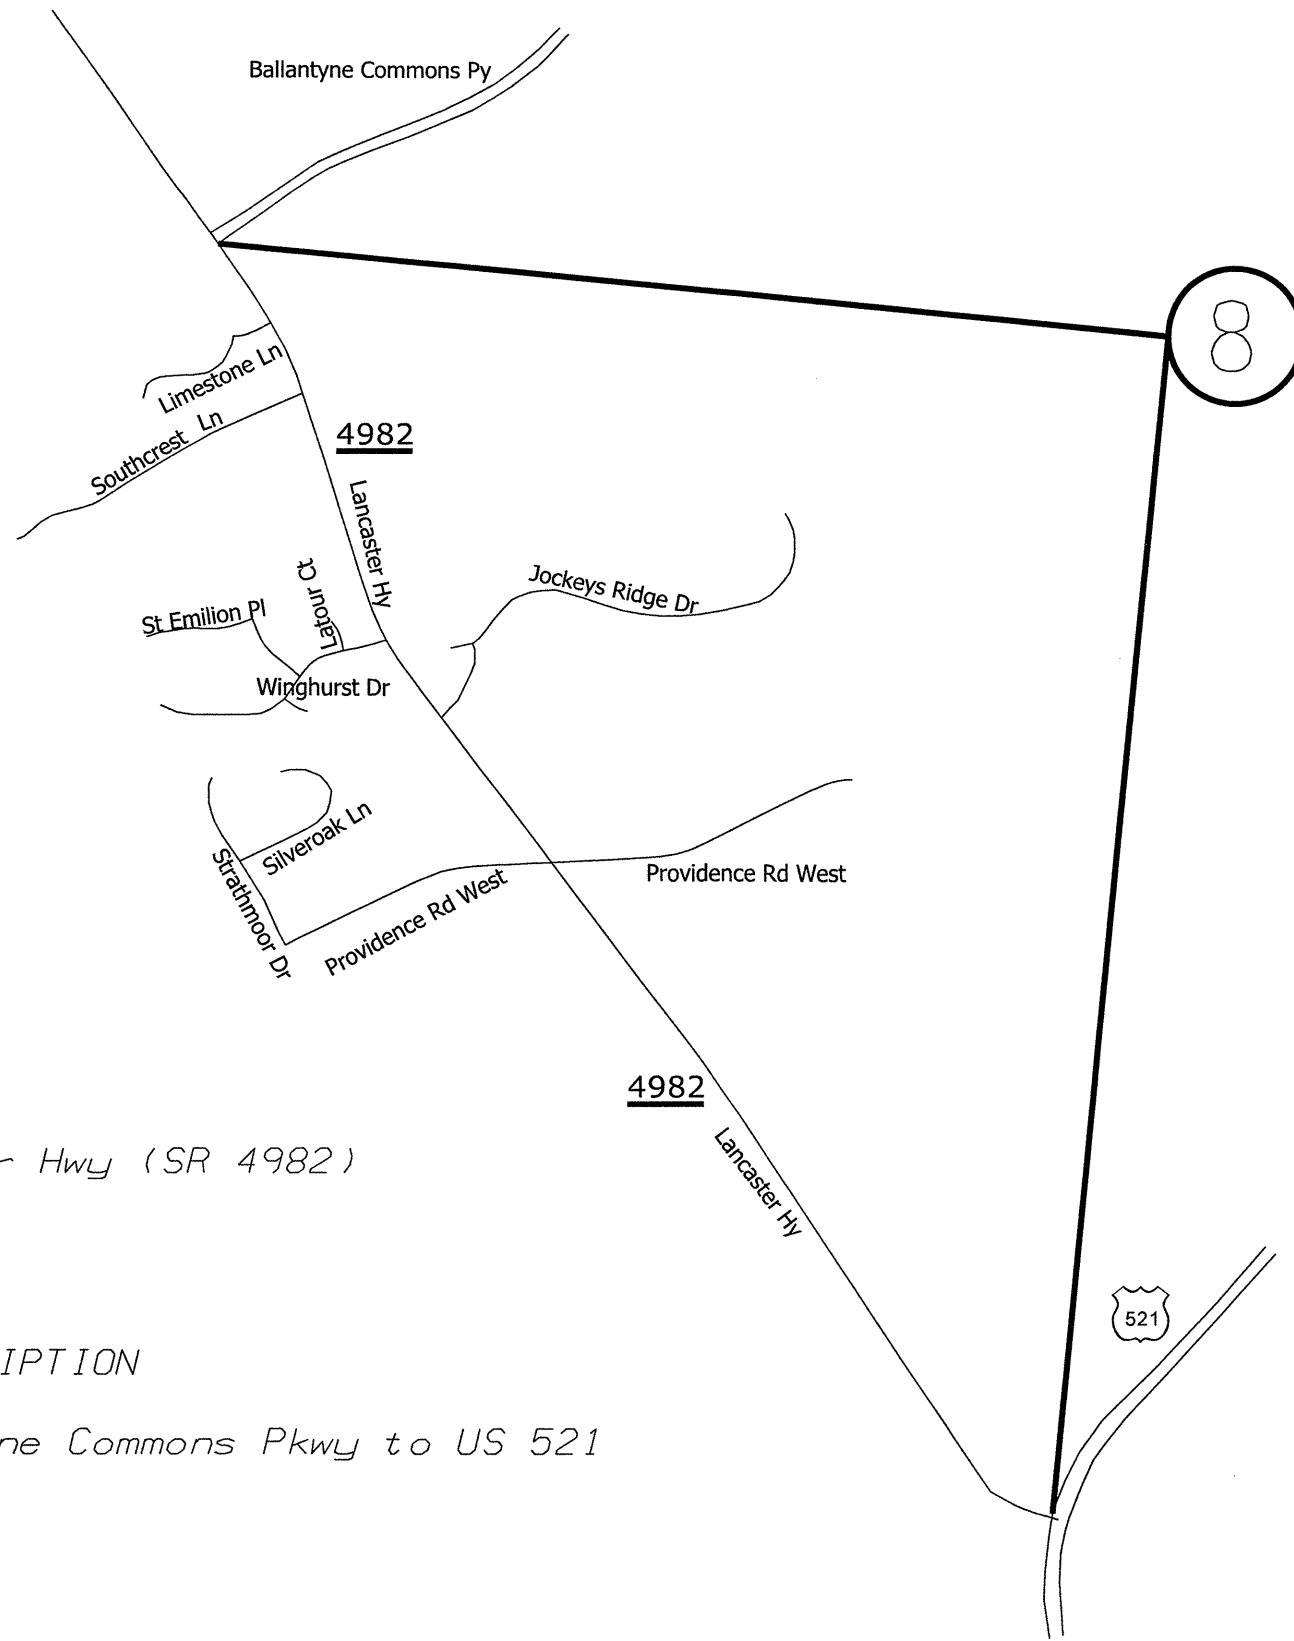 Ballantyne Commons Py
8
Limestone Ln
Southcrest Ln
4982
Lancaster Hy
Jockeys Ridge Dr
Latour Ct
St Emilion Pl
Winghurst Dr
Silveroak Ln
Strathmoor Dr
Providence Rd West
Providence Rd West
4982
Lancaster Hy
Hwy (SR 4982)
521
IPTION
ne Commons Pkwy to US 521